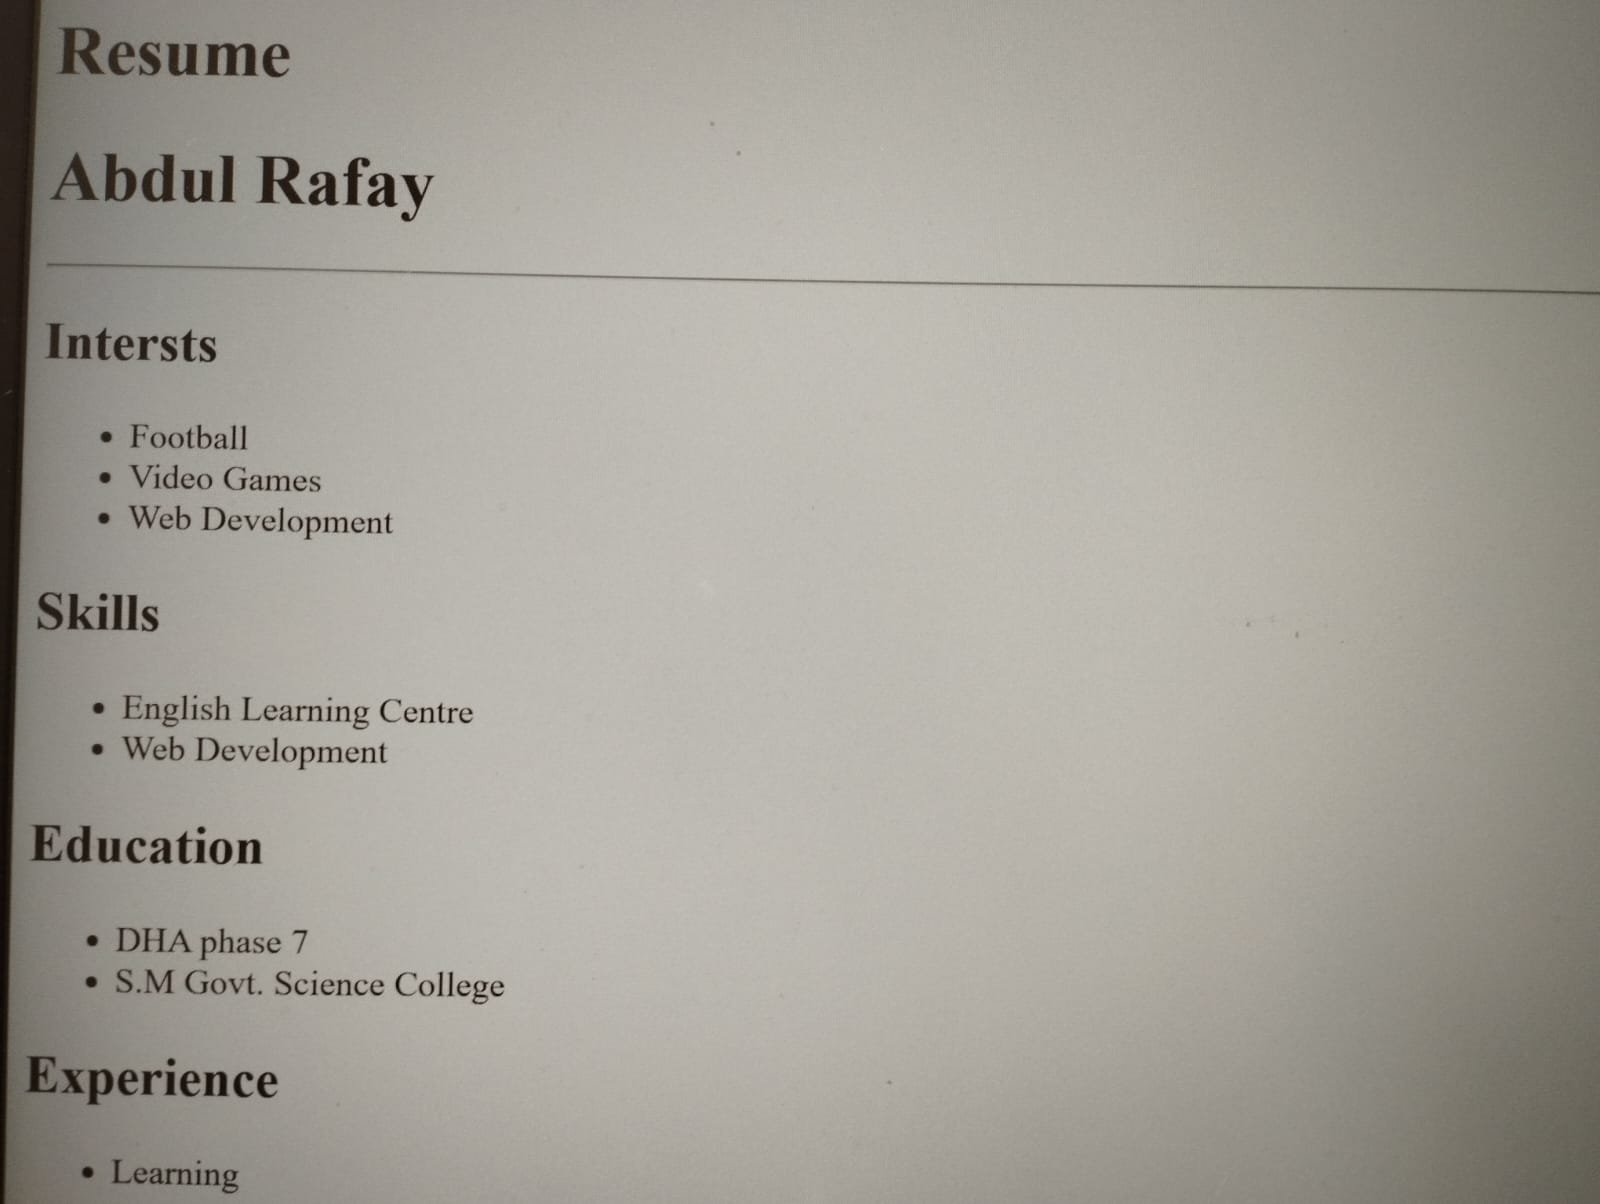 Resume
Abdul Rafay
Intersts
Football
Video Games
Web Development
Skills
English Learning Centre
Web Development
Education
DHA phase 7
S.M Govt. Science College
Experience
Learning